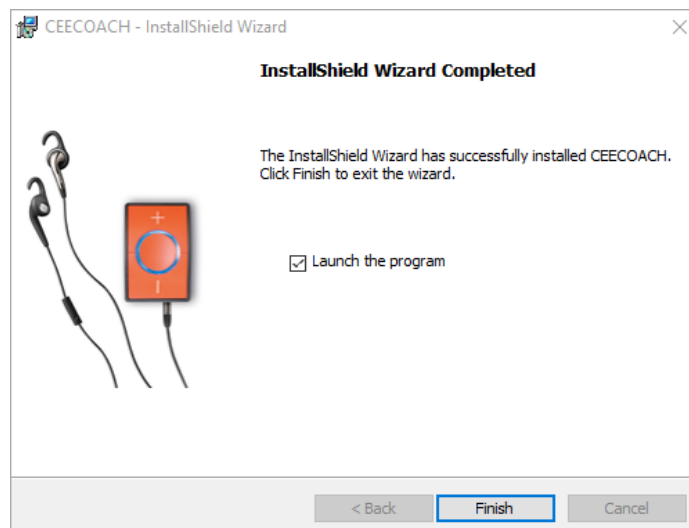 CEECOACH - InstallShield Wizard
InstallShield Wizard Completed
The InstallShield Wizard has successfully installed CEECOACH.
Click Finish to exit the wizard.
Launch the program
< Back
Finish
Cancel